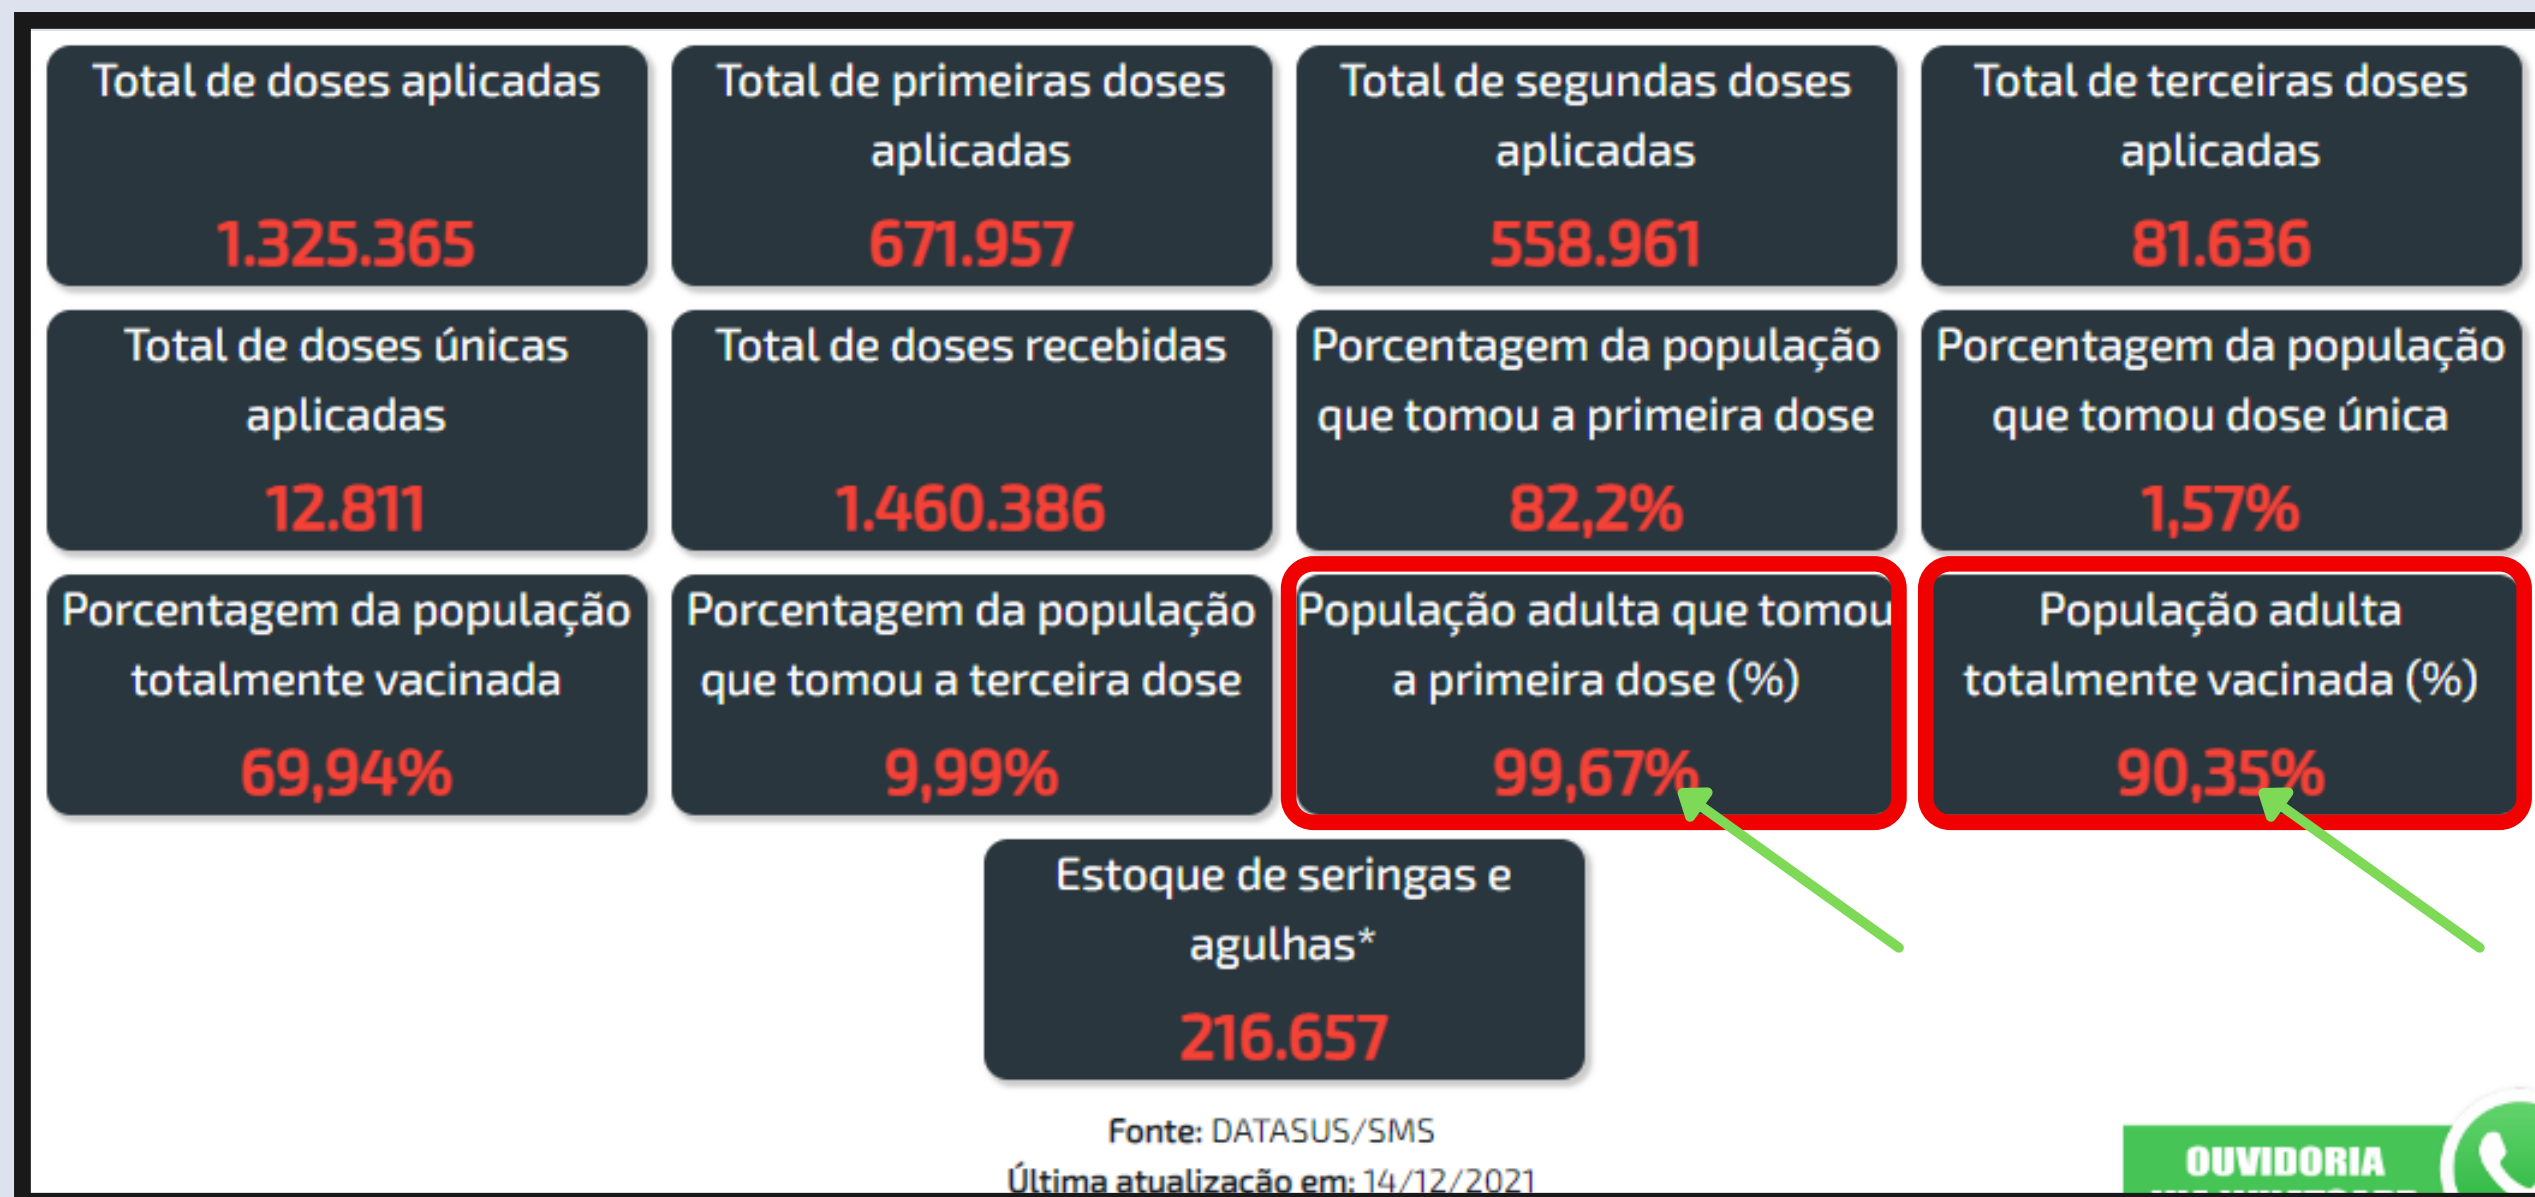 Total de doses aplicadas
1.325.365
Total de primeiras doses
aplicadas
671.957
Total de segundas doses
aplicadas
558.961
Total de terceiras doses
aplicadas
81.636
Total de doses únicas
aplicadas
12.811
Total de doses recebidas
1.460.386
Porcentagem da população
que tomou a primeira dose
82,2%
Porcentagem da população
que tomou dose única
1,57%
Porcentagem da população
totalmente vacinada
69,94%
Porcentagem da população
que tomou a terceira dose
9,99%
População adulta que tomou
a primeira dose (%)
99,67%
População adulta
totalmente vacinada (%)
90,35%
Estoque de seringas e
agulhas*
216.657
Fonte: DATASUS/SMS
Última atualização em: 14/12/2021
OUVIDORIA